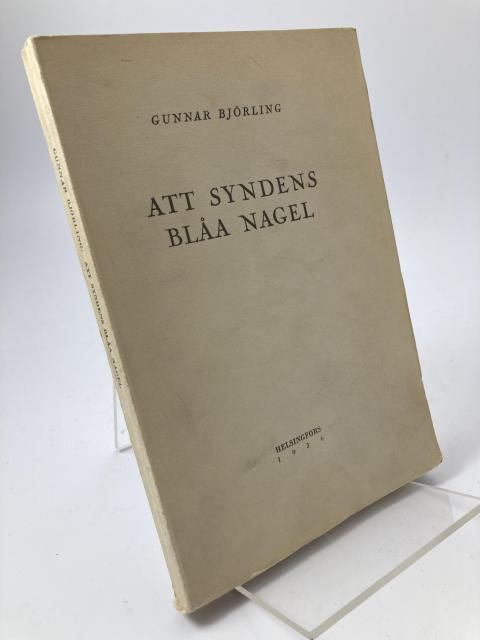 GUNNAR BJÖRLING
ATT SYNDENS
BLÅA NAGEL
HELSINGFORS
1936
GUNNAR BJÖRLING: ATT SYNDENS BLÅA NAGEL